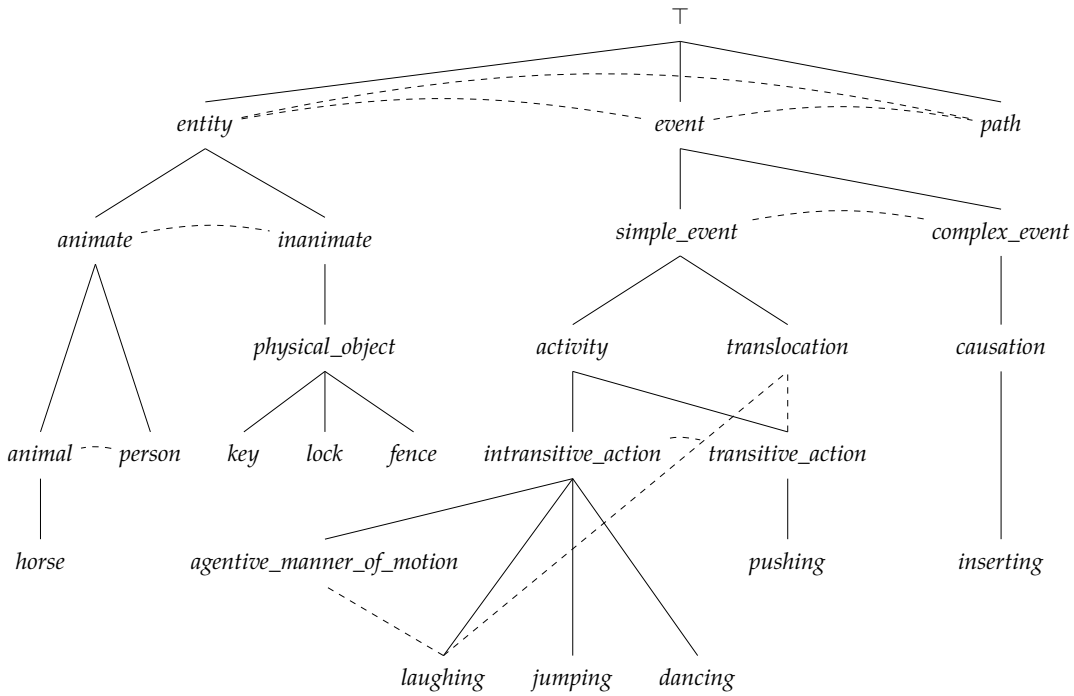 ⊤
entity event path
animate inanimate simple_event complex_event
physical_object activity translocation causation
animal person key lock fence intransitive_action transitive_action
horse agentive_manner_of_motion pushing inserting
laughing jumping dancing